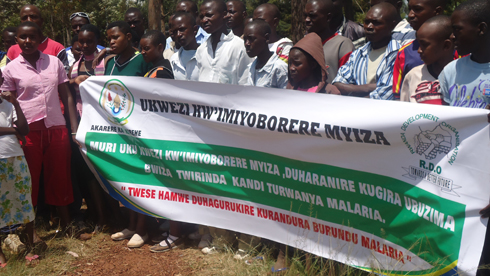 UKWEZI KW'IMIYOBORERE MYIZA
AKARERE KA
MURI UKU KWEZI KW'IMIYOBORERE MYIZA ,DUHARANIRE KUGIRA UBUZIMA
BWIZA TWIRINDA KANDI TURWANYA MALARIA.
" TWESE HAMWE DUHAGURUKIRE KURANDURA BURUNDU MALARIA "
DEVELOPMENT
R.D.O